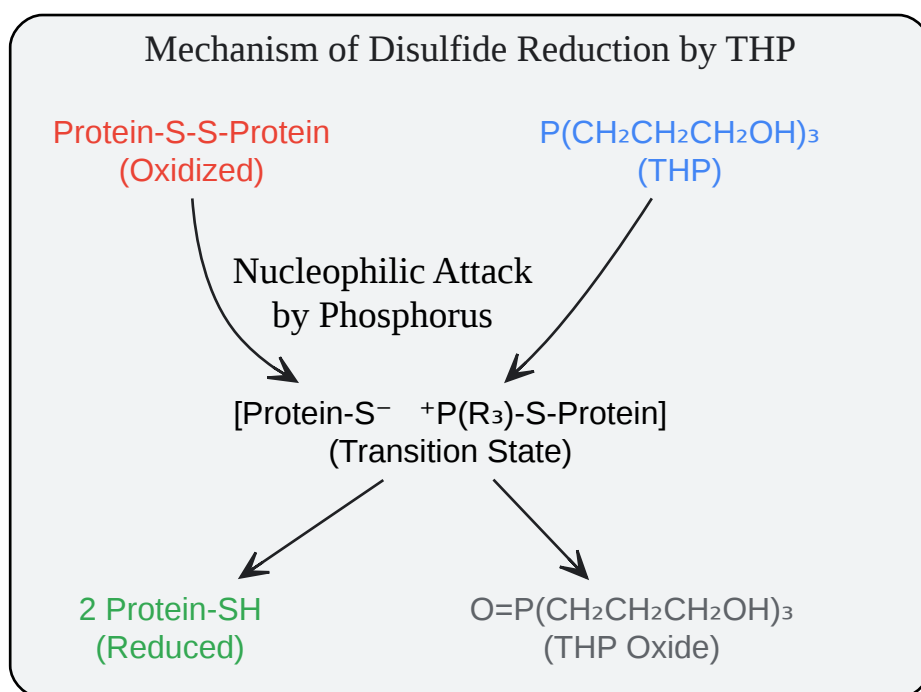 Mechanism of Disulfide Reduction by THP
Protein-S-S-Protein
(Oxidized)
P(CH₂CH₂CH₂OH)₃
(THP)
Nucleophilic Attack
by Phosphorus
[Protein-S⁻ ⁺P(R₃)-S-Protein]
(Transition State)
2 Protein-SH
(Reduced)
O=P(CH₂CH₂CH₂OH)₃
(THP Oxide)